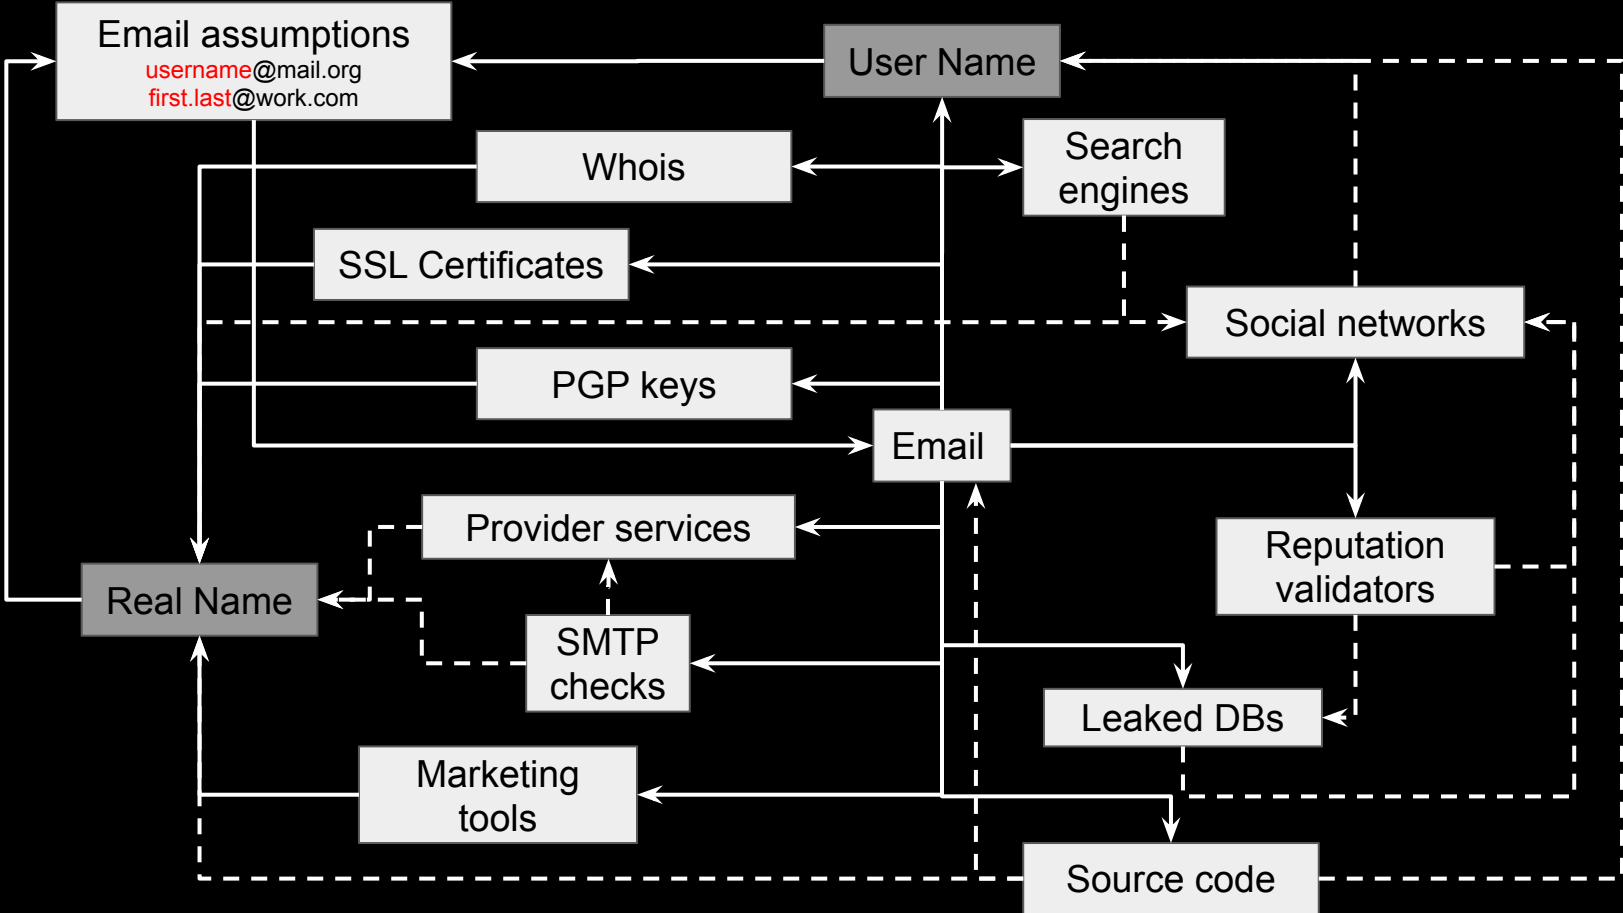 Email assumptions
username@mail.org
first.last@work.com
User Name
Whois
Search
engines
SSL Certificates
Social networks
PGP keys
Email
Provider services
Reputation
validators
Real Name
SMTP
checks
Leaked DBs
Marketing
tools
Source code